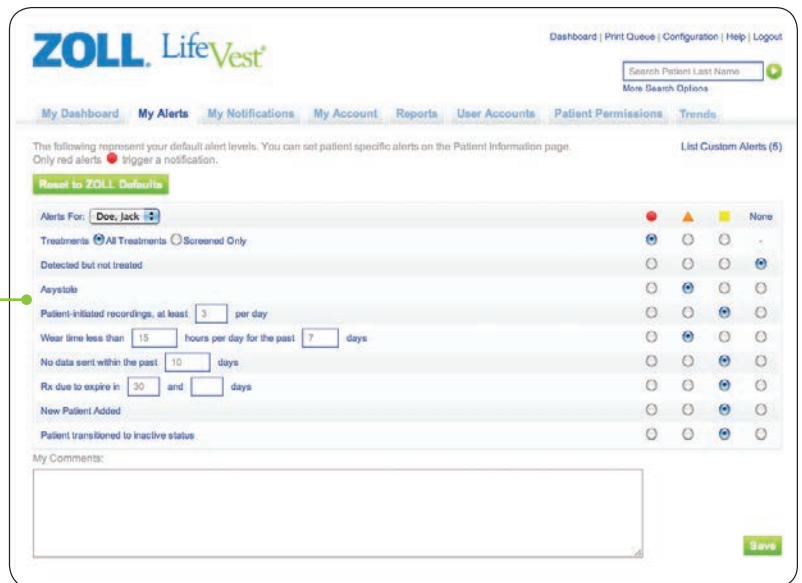 ZOLL. LifeVest®
Dashboard | Print Queue | Configuration | Help | Logout
Search Patient Last Name
More Search Options
My Dashboard My Alerts My Notifications My Account Reports User Accounts Patient Permissions Trends
The following represent your default alert levels. You can set patient specific alerts on the Patient Information page.
List Custom Alerts (5)
Only red alerts trigger a notification.
Reset to ZOLL Defaults
Alerts For: Doe, Jack None
Treatments All Treatments Screened Only -
Detected but not treated
Asystole
Patient-initiated recordings, at least 3 per day
Wear time less than 15 hours per day for the past 7 days
No data sent within the past 10 days
Rx due to expire in 30 and days
New Patient Added
Patient transitioned to inactive status
My Comments:
Save